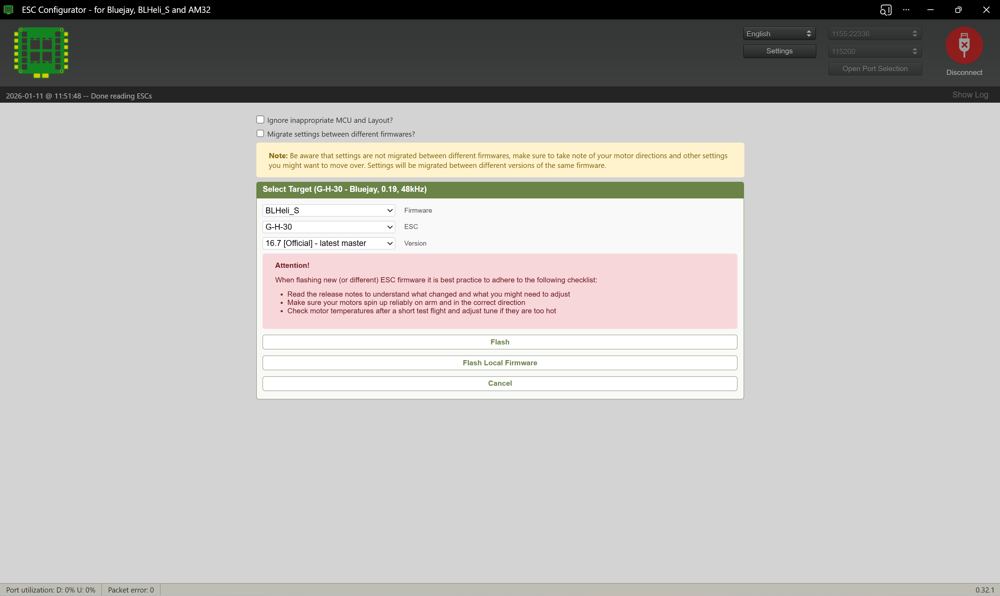 ESC Configurator - for Bluejay, BLHeli_S and AM32
English
1155:22336
Settings
115200
Open Port Selection
Disconnect
2026-01-11 @ 11:51:48 -- Done reading ESCs
Show Log
Ignore inappropriate MCU and Layout?
Migrate settings between different firmwares?
Note: Be aware that settings are not migrated between different firmwares, make sure to take note of your motor directions and other settings
you might want to move over. Settings will be migrated between different versions of the same firmware.
Select Target (G-H-30 - Bluejay, 0.19, 48kHz)
BLHeli_S Firmware
G-H-30 ESC
16.7 [Official] - latest master Version
Attention!
When flashing new (or different) ESC firmware it is best practice to adhere to the following checklist:
• Read the release notes to understand what changed and what you might need to adjust
• Make sure your motors spin up reliably on arm and in the correct direction
• Check motor temperatures after a short test flight and adjust tune if they are too hot
Flash
Flash Local Firmware
Cancel
Port utilization: D: 0% U: 0% Packet error: 0 0.32.1